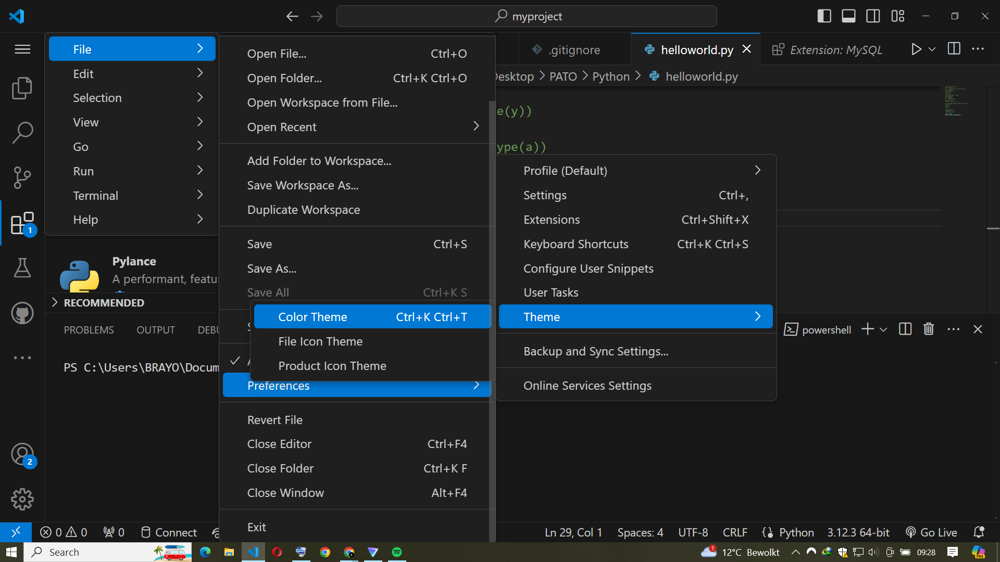 myproject
File
Edit
Selection
View
Go
Run
Terminal
Help
Open File... Ctrl+O
Open Folder... Ctrl+K Ctrl+O
Open Workspace from File...
Open Recent
Add Folder to Workspace...
Save Workspace As...
Duplicate Workspace
Save Ctrl+S
Save As...
Save All Ctrl+K S
Preferences
Revert File
Close Editor Ctrl+F4
Close Folder Ctrl+K F
Close Window Alt+F4
Exit
Color Theme Ctrl+K Ctrl+T
File Icon Theme
Product Icon Theme
Profile (Default)
Settings Ctrl+,
Extensions Ctrl+Shift+X
Keyboard Shortcuts Ctrl+K Ctrl+S
Configure User Snippets
User Tasks
Theme
Backup and Sync Settings...
Online Services Settings
.gitignore helloworld.py Extension: MySQL
esktop > PATO > Python > helloworld.py
e(y))
ype(a))
1
Pylance
A performant, featu
RECOMMENDED
PROBLEMS OUTPUT DEBU
powershell
PS C:\Users\BRAYO\Docum
2
0 0 0 Connect
Ln 29, Col 1 Spaces: 4 UTF-8 CRLF Python 3.12.3 64-bit Go Live
Search
1 12°C Bewolkt 09:28
PRE